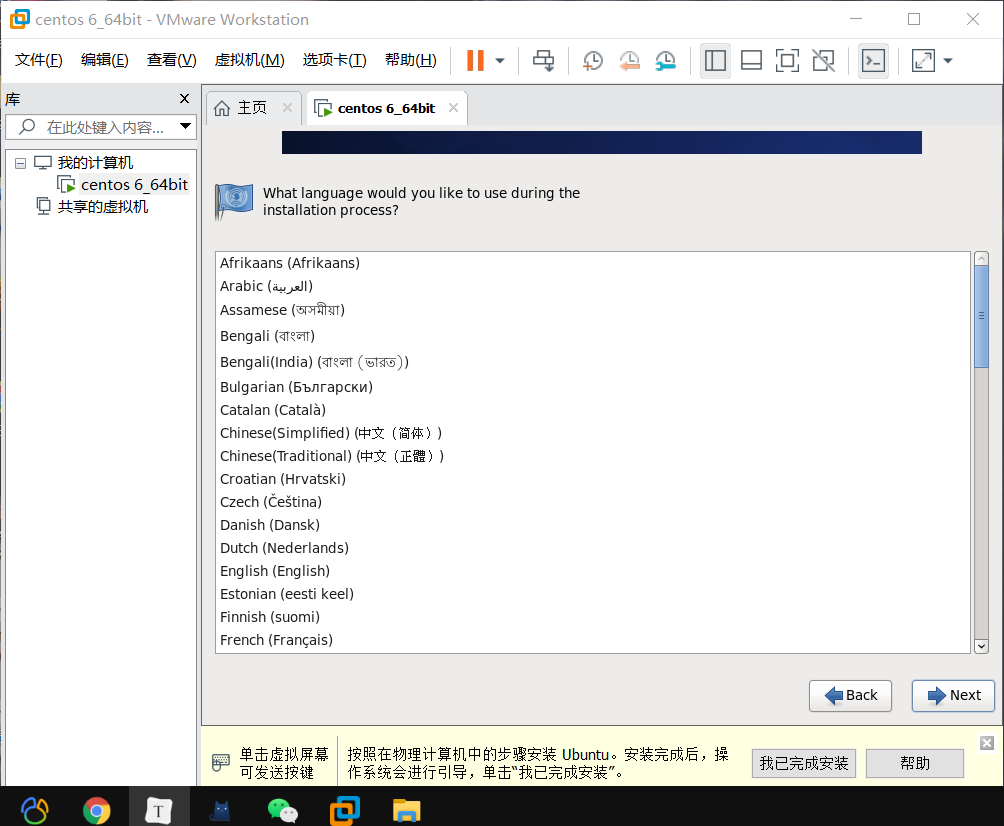 centos 6_64bit - VMware Workstation
文件(F) 编辑(E) 查看(V) 虚拟机(M) 选项卡(T) 帮助(H)
库
在此处键入内容...
我的计算机
centos 6_64bit
共享的虚拟机
主页
centos 6_64bit
What language would you like to use during the
installation process?
Afrikaans (Afrikaans)
Arabic (العربية)
Assamese (অসমীয়া)
Bengali (বাংলা)
Bengali(India) (বাংলা (ভারত))
Bulgarian (Български)
Catalan (Català)
Chinese(Simplified) (中文（简体）)
Chinese(Traditional) (中文（正體）)
Croatian (Hrvatski)
Czech (Čeština)
Danish (Dansk)
Dutch (Nederlands)
English (English)
Estonian (eesti keel)
Finnish (suomi)
French (Français)
Back
Next
单击虚拟屏幕
可发送按键
按照在物理计算机中的步骤安装 Ubuntu。安装完成后，操
作系统会进行引导，单击“我已完成安装”。
我已完成安装
帮助
T